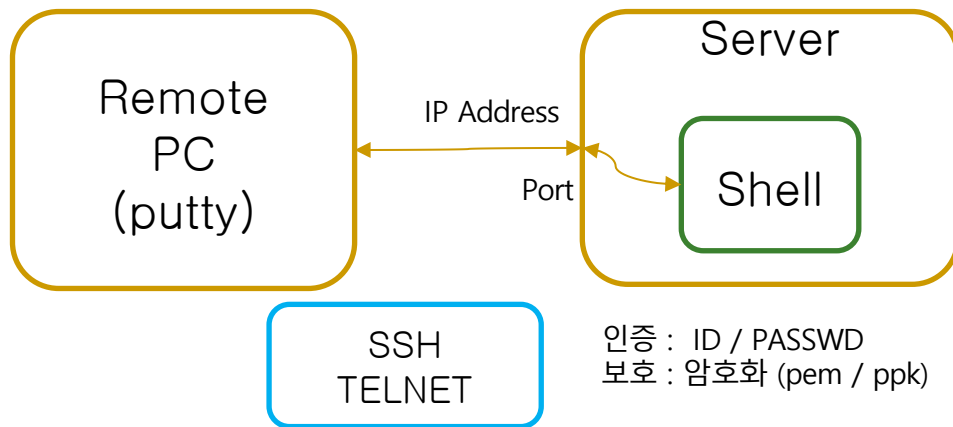 Remote
PC
(putty)
IP Address
Port
Server
Shell
SSH
TELNET
인증 : ID / PASSWD
보호 : 암호화 (pem / ppk)